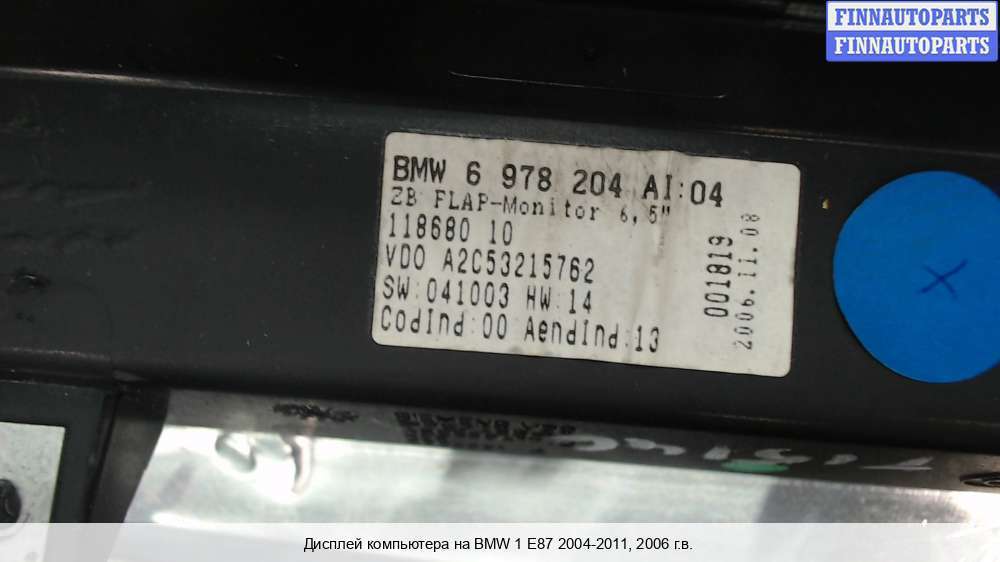 FINNAUTOPARTS
FINNAUTOPARTS
BMW 6 978 204 AI:04
ZB FLAP-Monitor 6,5"
118680 10
VDO A2C53215762
SW:041003 HW:14
CodInd:00 AendInd:13
001819
2006.11.08
Дисплей компьютера на BMW 1 E87 2004-2011, 2006 г.в.